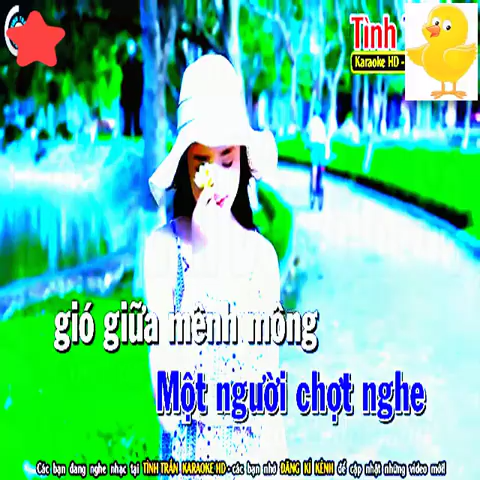 Tình
Karaoke HD -
gió giữa mênh mông
Một người chợt nghe
Các bạn đang nghe nhạc tại TÌNH TRẦN KARAOKE HD - các bạn nhớ ĐĂNG KÍ KÊNH để cập nhật những video mới!